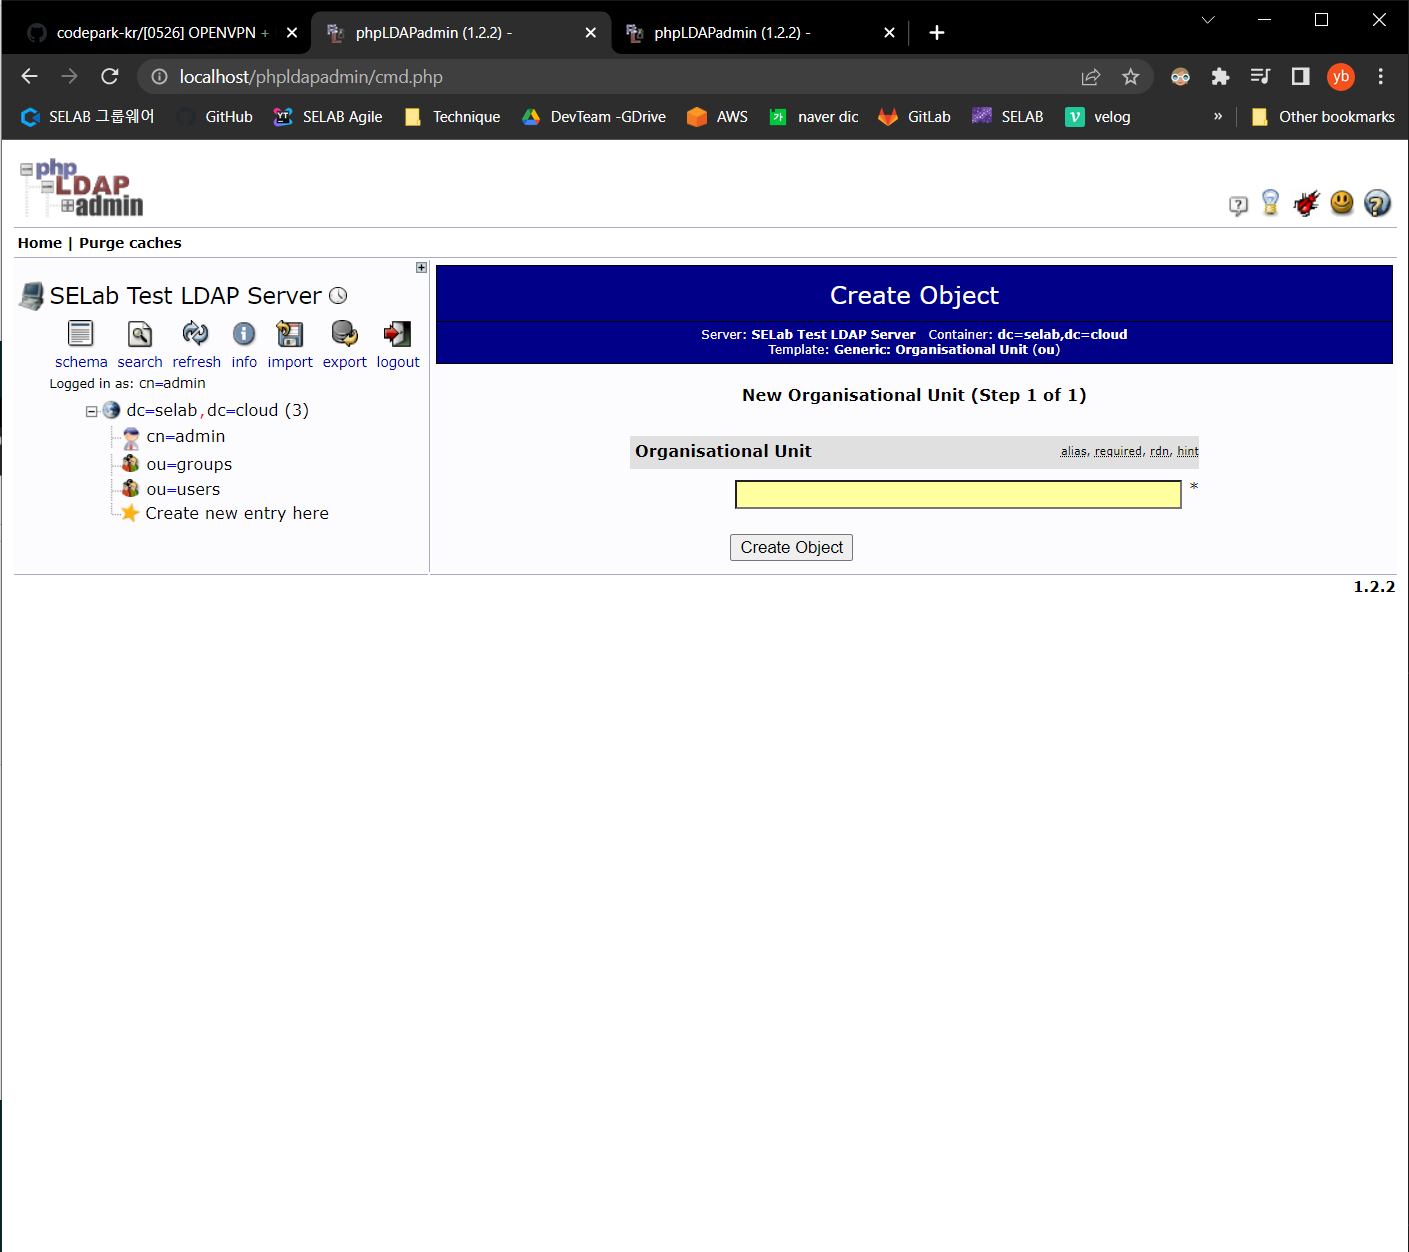 codepark-kr/[0526] OPENVPN +
phpLDAPadmin (1.2.2) -
phpLDAPadmin (1.2.2) -
localhost/phpldapadmin/cmd.php
yb
SELAB 그룹웨어
GitHub
SELAB Agile
Technique
DevTeam -GDrive
AWS
naver dic
GitLab
SELAB
velog
»
Other bookmarks
php
LDAP
admin
Home | Purge caches
SELab Test LDAP Server
schema search refresh info import export logout
Logged in as: cn=admin
dc=selab,dc=cloud (3)
cn=admin
ou=groups
ou=users
Create new entry here
Create Object
Server: SELab Test LDAP Server Container: dc=selab,dc=cloud
Template: Generic: Organisational Unit (ou)
New Organisational Unit (Step 1 of 1)
Organisational Unit
alias, required, rdn, hint
*
Create Object
1.2.2